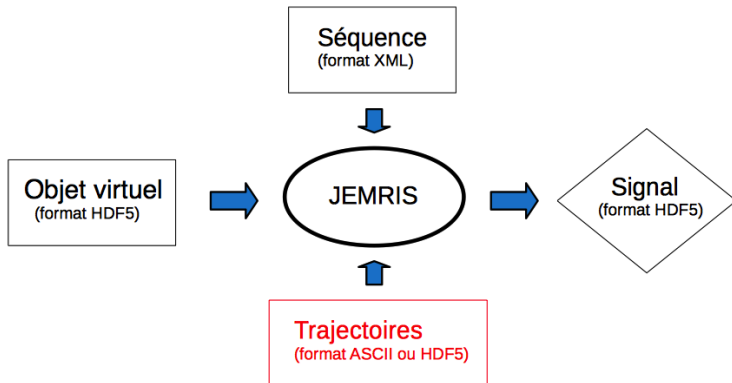 Séquence
(format XML)
Objet virtuel
(format HDF5)
JEMRIS
Signal
(format HDF5)
Trajectoires
(format ASCII ou HDF5)